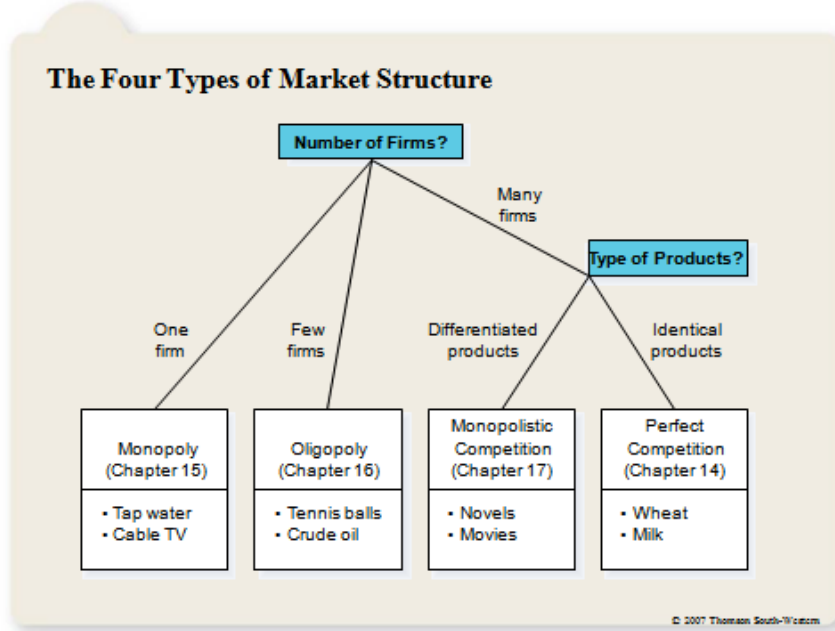 The Four Types of Market Structure
Number of Firms?
Many
firms
Type of Products?
One
firm
Few
firms
Differentiated
products
Identical
products
Monopoly
(Chapter 15)
• Tap water
• Cable TV
Oligopoly
(Chapter 16)
• Tennis balls
• Crude oil
Monopolistic
Competition
(Chapter 17)
• Novels
• Movies
Perfect
Competition
(Chapter 14)
• Wheat
• Milk
© 2007 Thomson South-Western